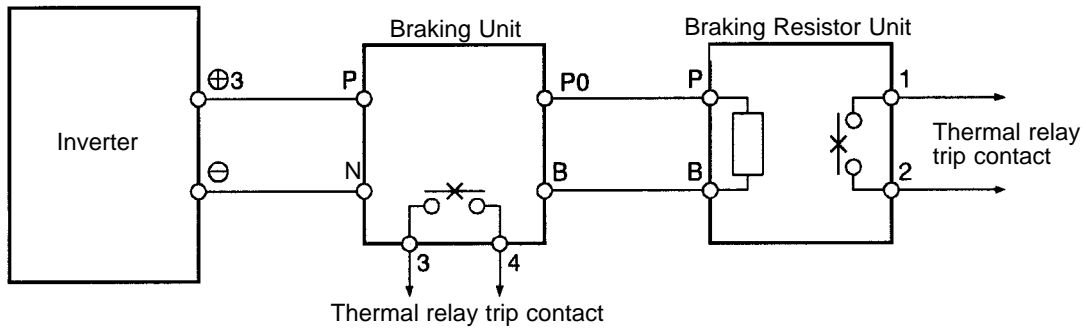 Braking Unit
Braking Resistor Unit
⊕3
P
P0
P
1
Inverter
Thermal relay
trip contact
⊖
N
B
B
2
3
4
Thermal relay trip contact